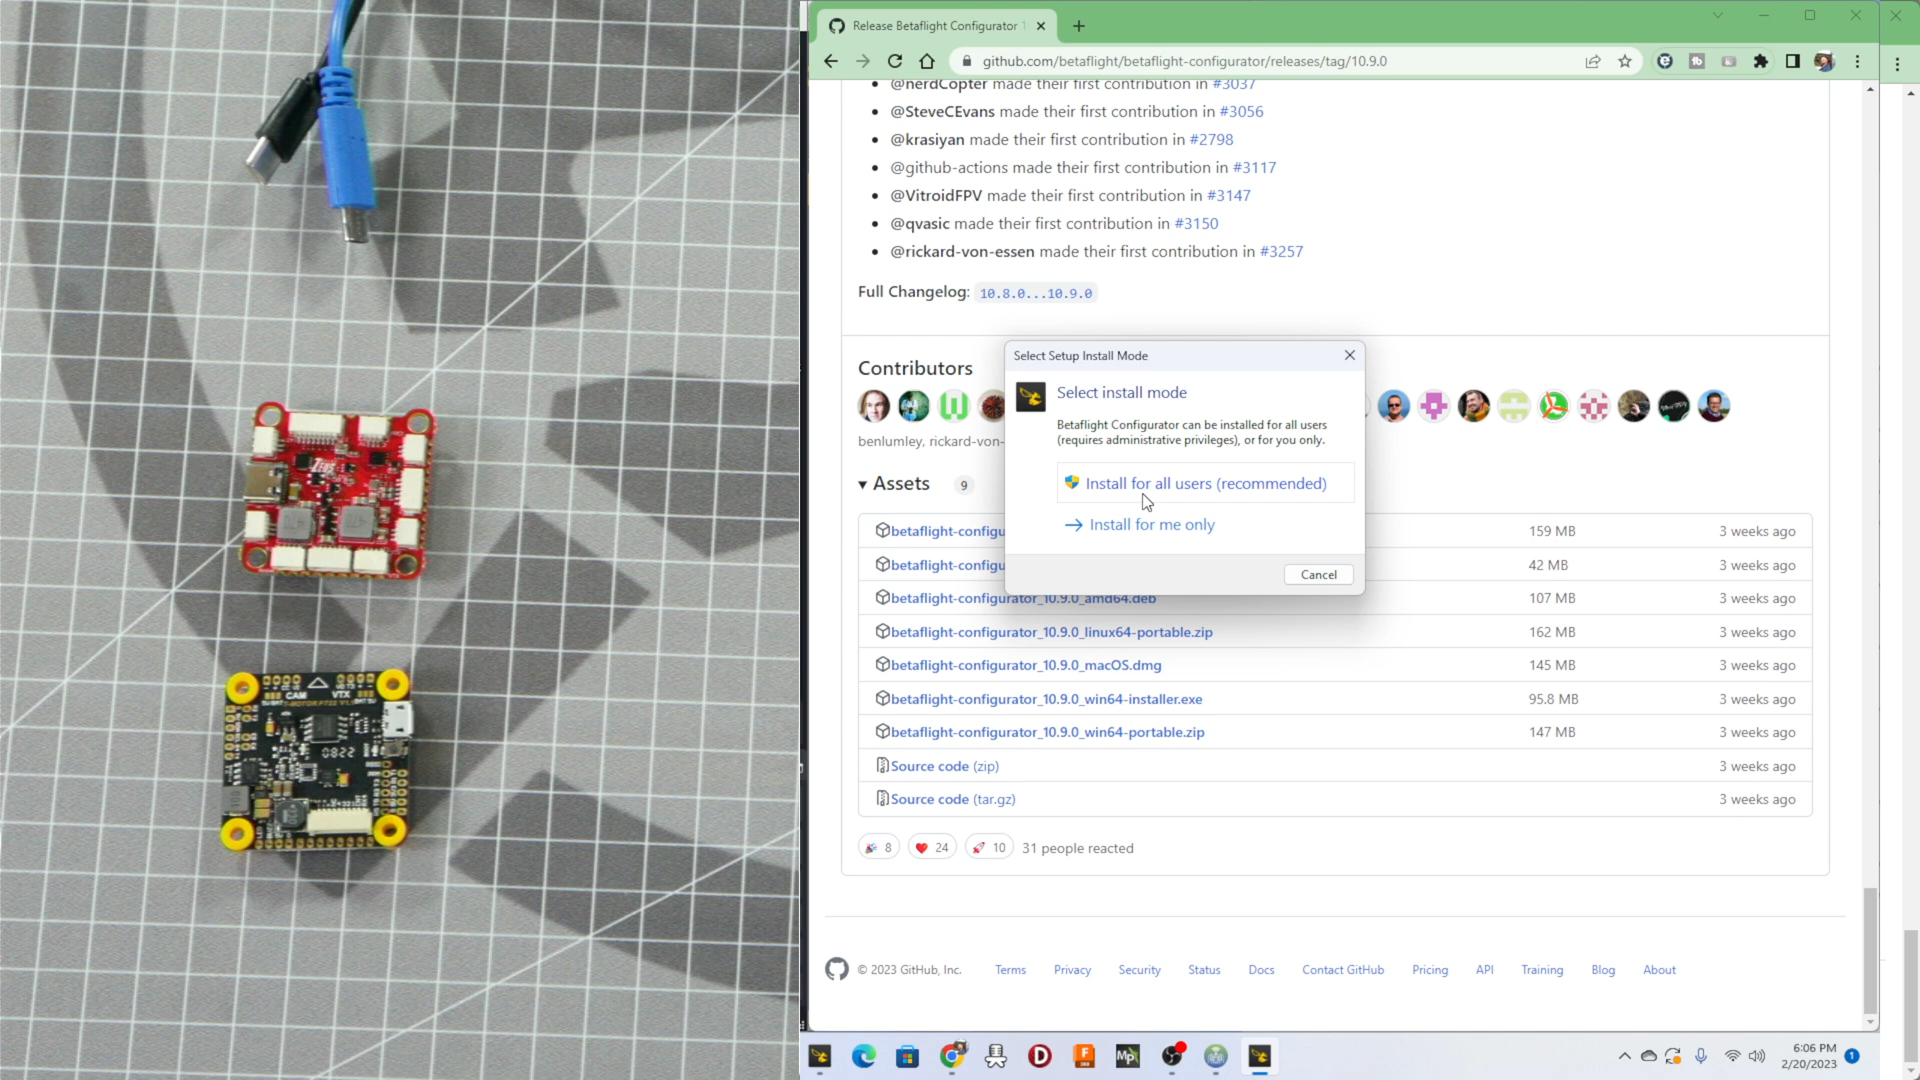 Release Betaflight Configurator 1
github.com/betaflight/betaflight-configurator/releases/tag/10.9.0
@nerdCopter made their first contribution in #3037
@SteveCEvans made their first contribution in #3056
@krasiyan made their first contribution in #2798
@github-actions made their first contribution in #3117
@VitroidFPV made their first contribution in #3147
@qvasic made their first contribution in #3150
@rickard-von-essen made their first contribution in #3257
Full Changelog: 10.8.0...10.9.0
Contributors
benlumley, rickard-von-
Select Setup Install Mode
Select install mode
Betaflight Configurator can be installed for all users
(requires administrative privileges), or for you only.
Install for all users (recommended)
Install for me only
Cancel
Assets 9
betaflight-configu 159 MB 3 weeks ago
betaflight-configu 42 MB 3 weeks ago
betaflight-configurator_10.9.0_amd64.deb 107 MB 3 weeks ago
betaflight-configurator_10.9.0_linux64-portable.zip 162 MB 3 weeks ago
betaflight-configurator_10.9.0_macOS.dmg 145 MB 3 weeks ago
betaflight-configurator_10.9.0_win64-installer.exe 95.8 MB 3 weeks ago
betaflight-configurator_10.9.0_win64-portable.zip 147 MB 3 weeks ago
Source code (zip) 3 weeks ago
Source code (tar.gz) 3 weeks ago
8 24 10 31 people reacted
© 2023 GitHub, Inc. Terms Privacy Security Status Docs Contact GitHub Pricing API Training Blog About
6:06 PM
2/20/2023
1
CAM
VTX
0822